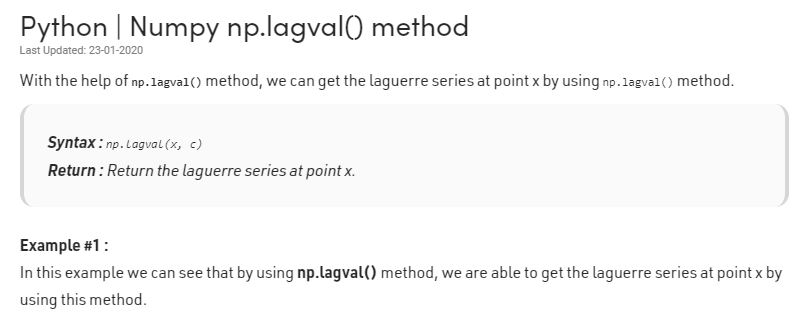 Python | Numpy np.lagval() method
Last Updated: 23-01-2020
With the help of np.lagval() method, we can get the laguerre series at point x by using np.lagval() method.
Syntax : np.lagval(x, c)
Return : Return the laguerre series at point x.
Example #1 :
In this example we can see that by using np.lagval() method, we are able to get the laguerre series at point x by
using this method.